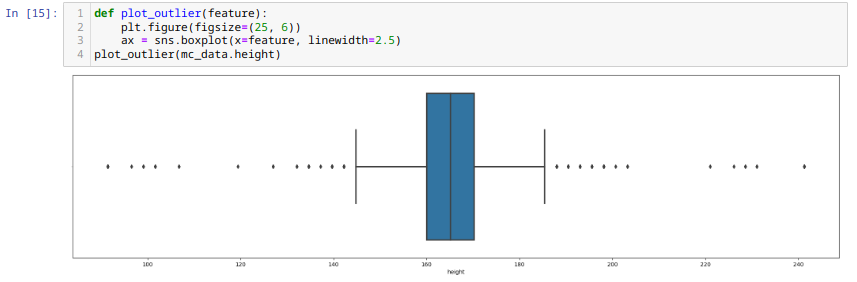 In [15]:
1 def plot_outlier(feature):
2     plt.figure(figsize=(25, 6))
3     ax = sns.boxplot(x=feature, linewidth=2.5)
4 plot_outlier(mc_data.height)
100 120 140 160 180 200 220 240
height